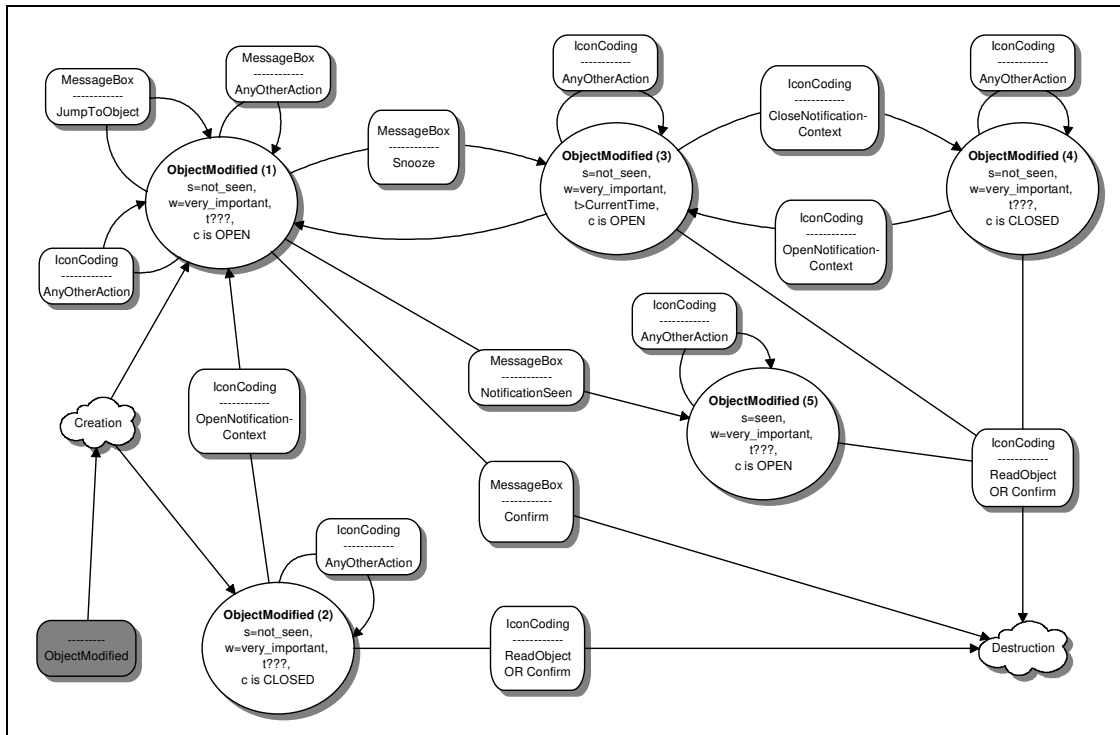 MessageBox
------------
JumpToObject
MessageBox
------------
AnyOtherAction
IconCoding
------------
AnyOtherAction
IconCoding
------------
AnyOtherAction
MessageBox
------------
Snooze
IconCoding
------------
CloseNotification-
Context
ObjectModified (1)
s=not_seen,
w=very_important,
t???,
c is OPEN
ObjectModified (3)
s=not_seen,
w=very_important,
t>CurrentTime,
c is OPEN
ObjectModified (4)
s=not_seen,
w=very_important,
t???,
c is CLOSED
IconCoding
------------
OpenNotification-
Context
IconCoding
------------
AnyOtherAction
IconCoding
------------
AnyOtherAction
MessageBox
------------
NotificationSeen
IconCoding
------------
OpenNotification-
Context
Creation
ObjectModified (5)
s=seen,
w=very_important,
t???,
c is OPEN
IconCoding
------------
ReadObject
OR Confirm
MessageBox
------------
Confirm
IconCoding
------------
AnyOtherAction
ObjectModified (2)
s=not_seen,
w=very_important,
t???,
c is CLOSED
---------
ObjectModified
IconCoding
------------
ReadObject
OR Confirm
Destruction